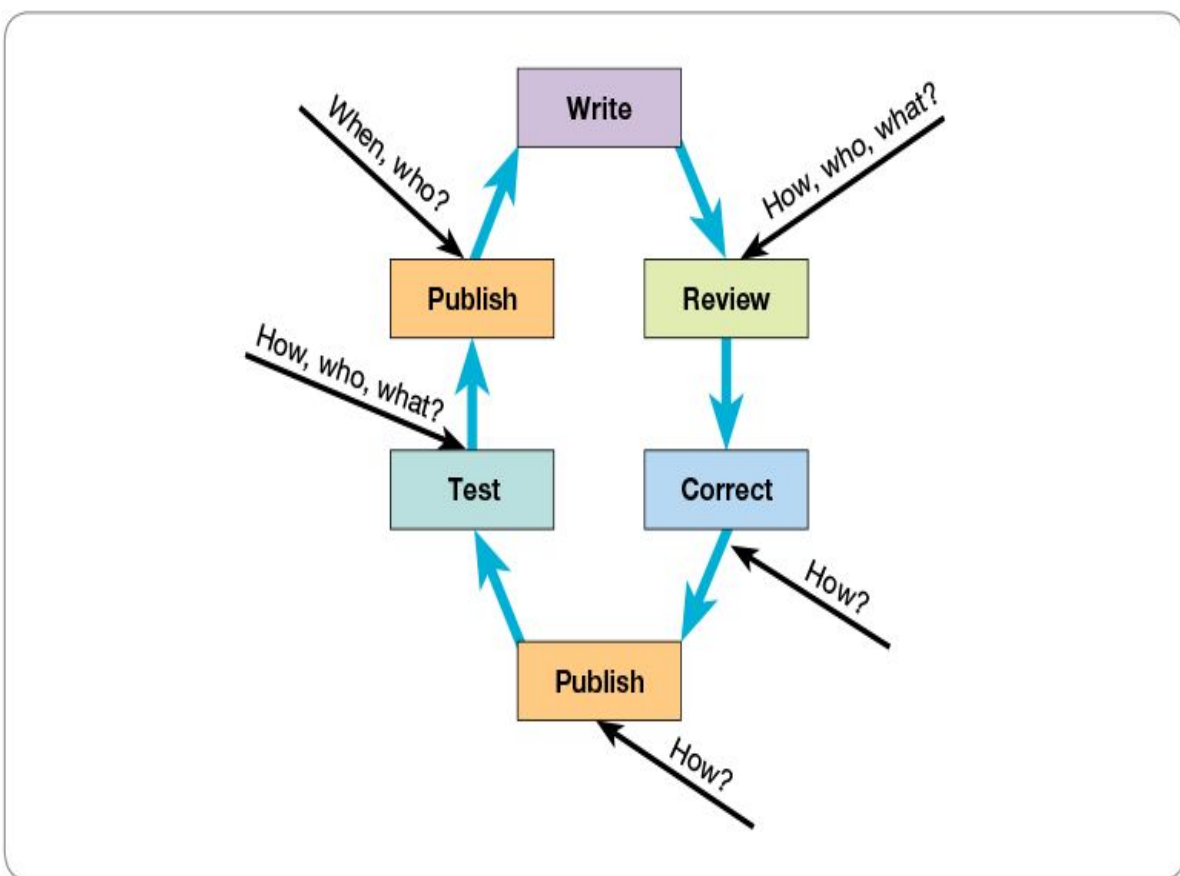 Write
When, who?
How, who, what?
Publish
Review
How, who, what?
Test
Correct
How?
Publish
How?